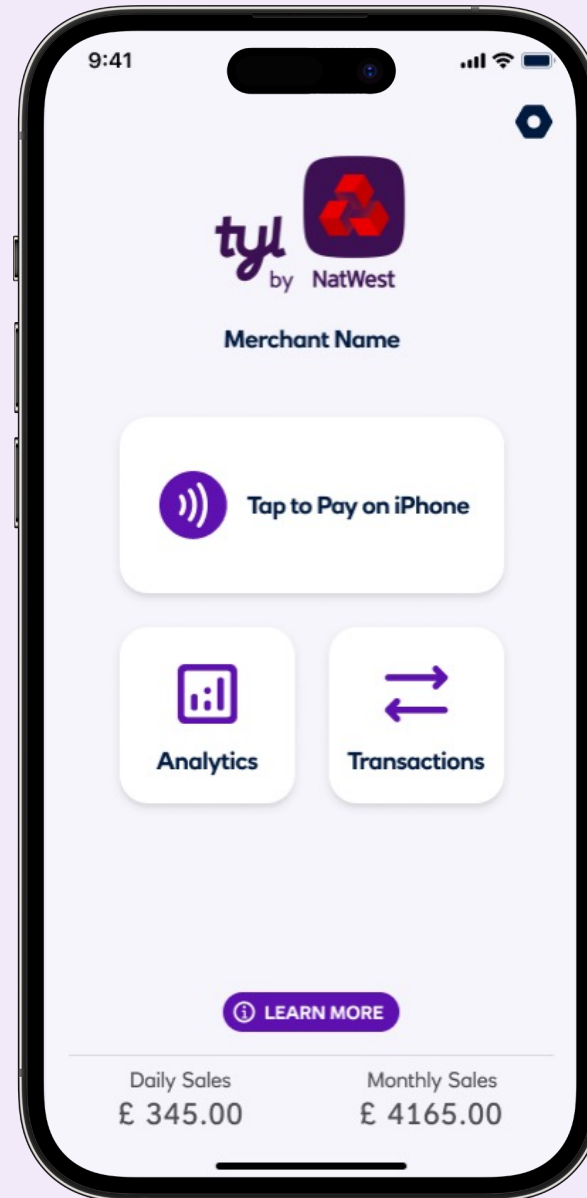 9:41
tyl
by NatWest
Merchant Name
Tap to Pay on iPhone
Analytics
Transactions
LEARN MORE
Daily Sales
Monthly Sales
£ 345.00
£ 4165.00